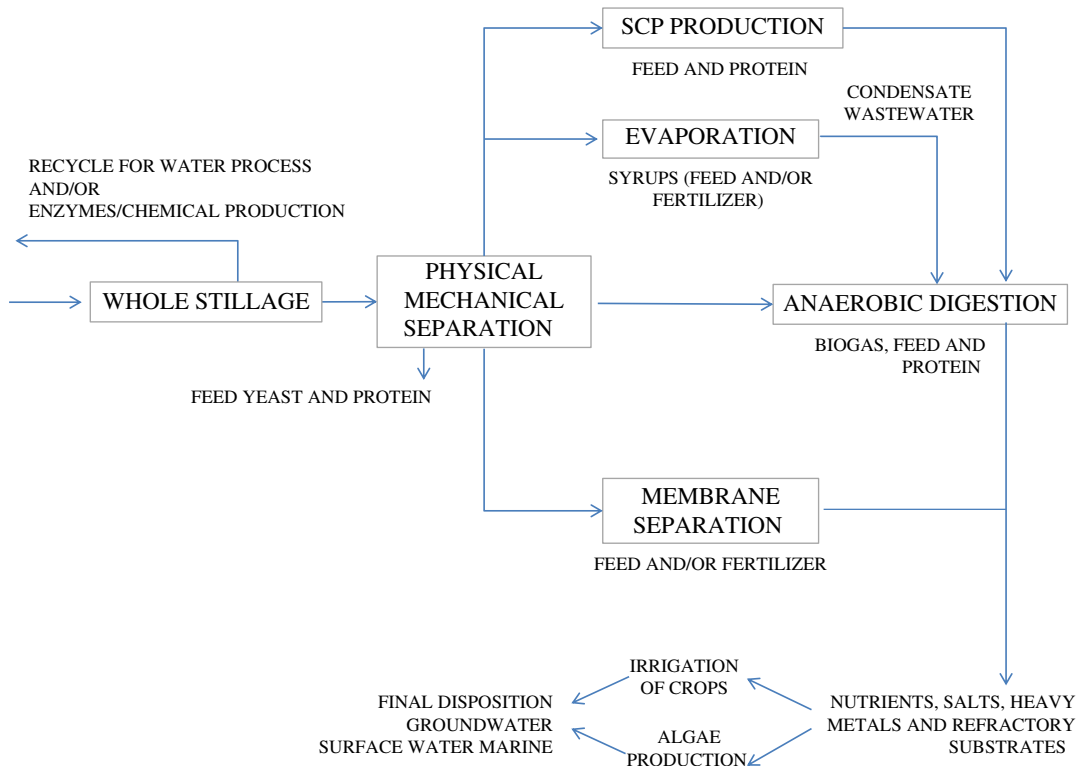 SCP PRODUCTION
FEED AND PROTEIN
CONDENSATE
WASTEWATER
EVAPORATION
SYRUPS (FEED AND/OR
FERTILIZER)
RECYCLE FOR WATER PROCESS
AND/OR
ENZYMES/CHEMICAL PRODUCTION
WHOLE STILLAGE
PHYSICAL
MECHANICAL
SEPARATION
ANAEROBIC DIGESTION
BIOGAS, FEED AND
PROTEIN
FEED YEAST AND PROTEIN
MEMBRANE
SEPARATION
FEED AND/OR FERTILIZER
IRRIGATION
OF CROPS
FINAL DISPOSITION
GROUNDWATER
SURFACE WATER MARINE
ALGAE
PRODUCTION
NUTRIENTS, SALTS, HEAVY
METALS AND REFRACTORY
SUBSTRATES